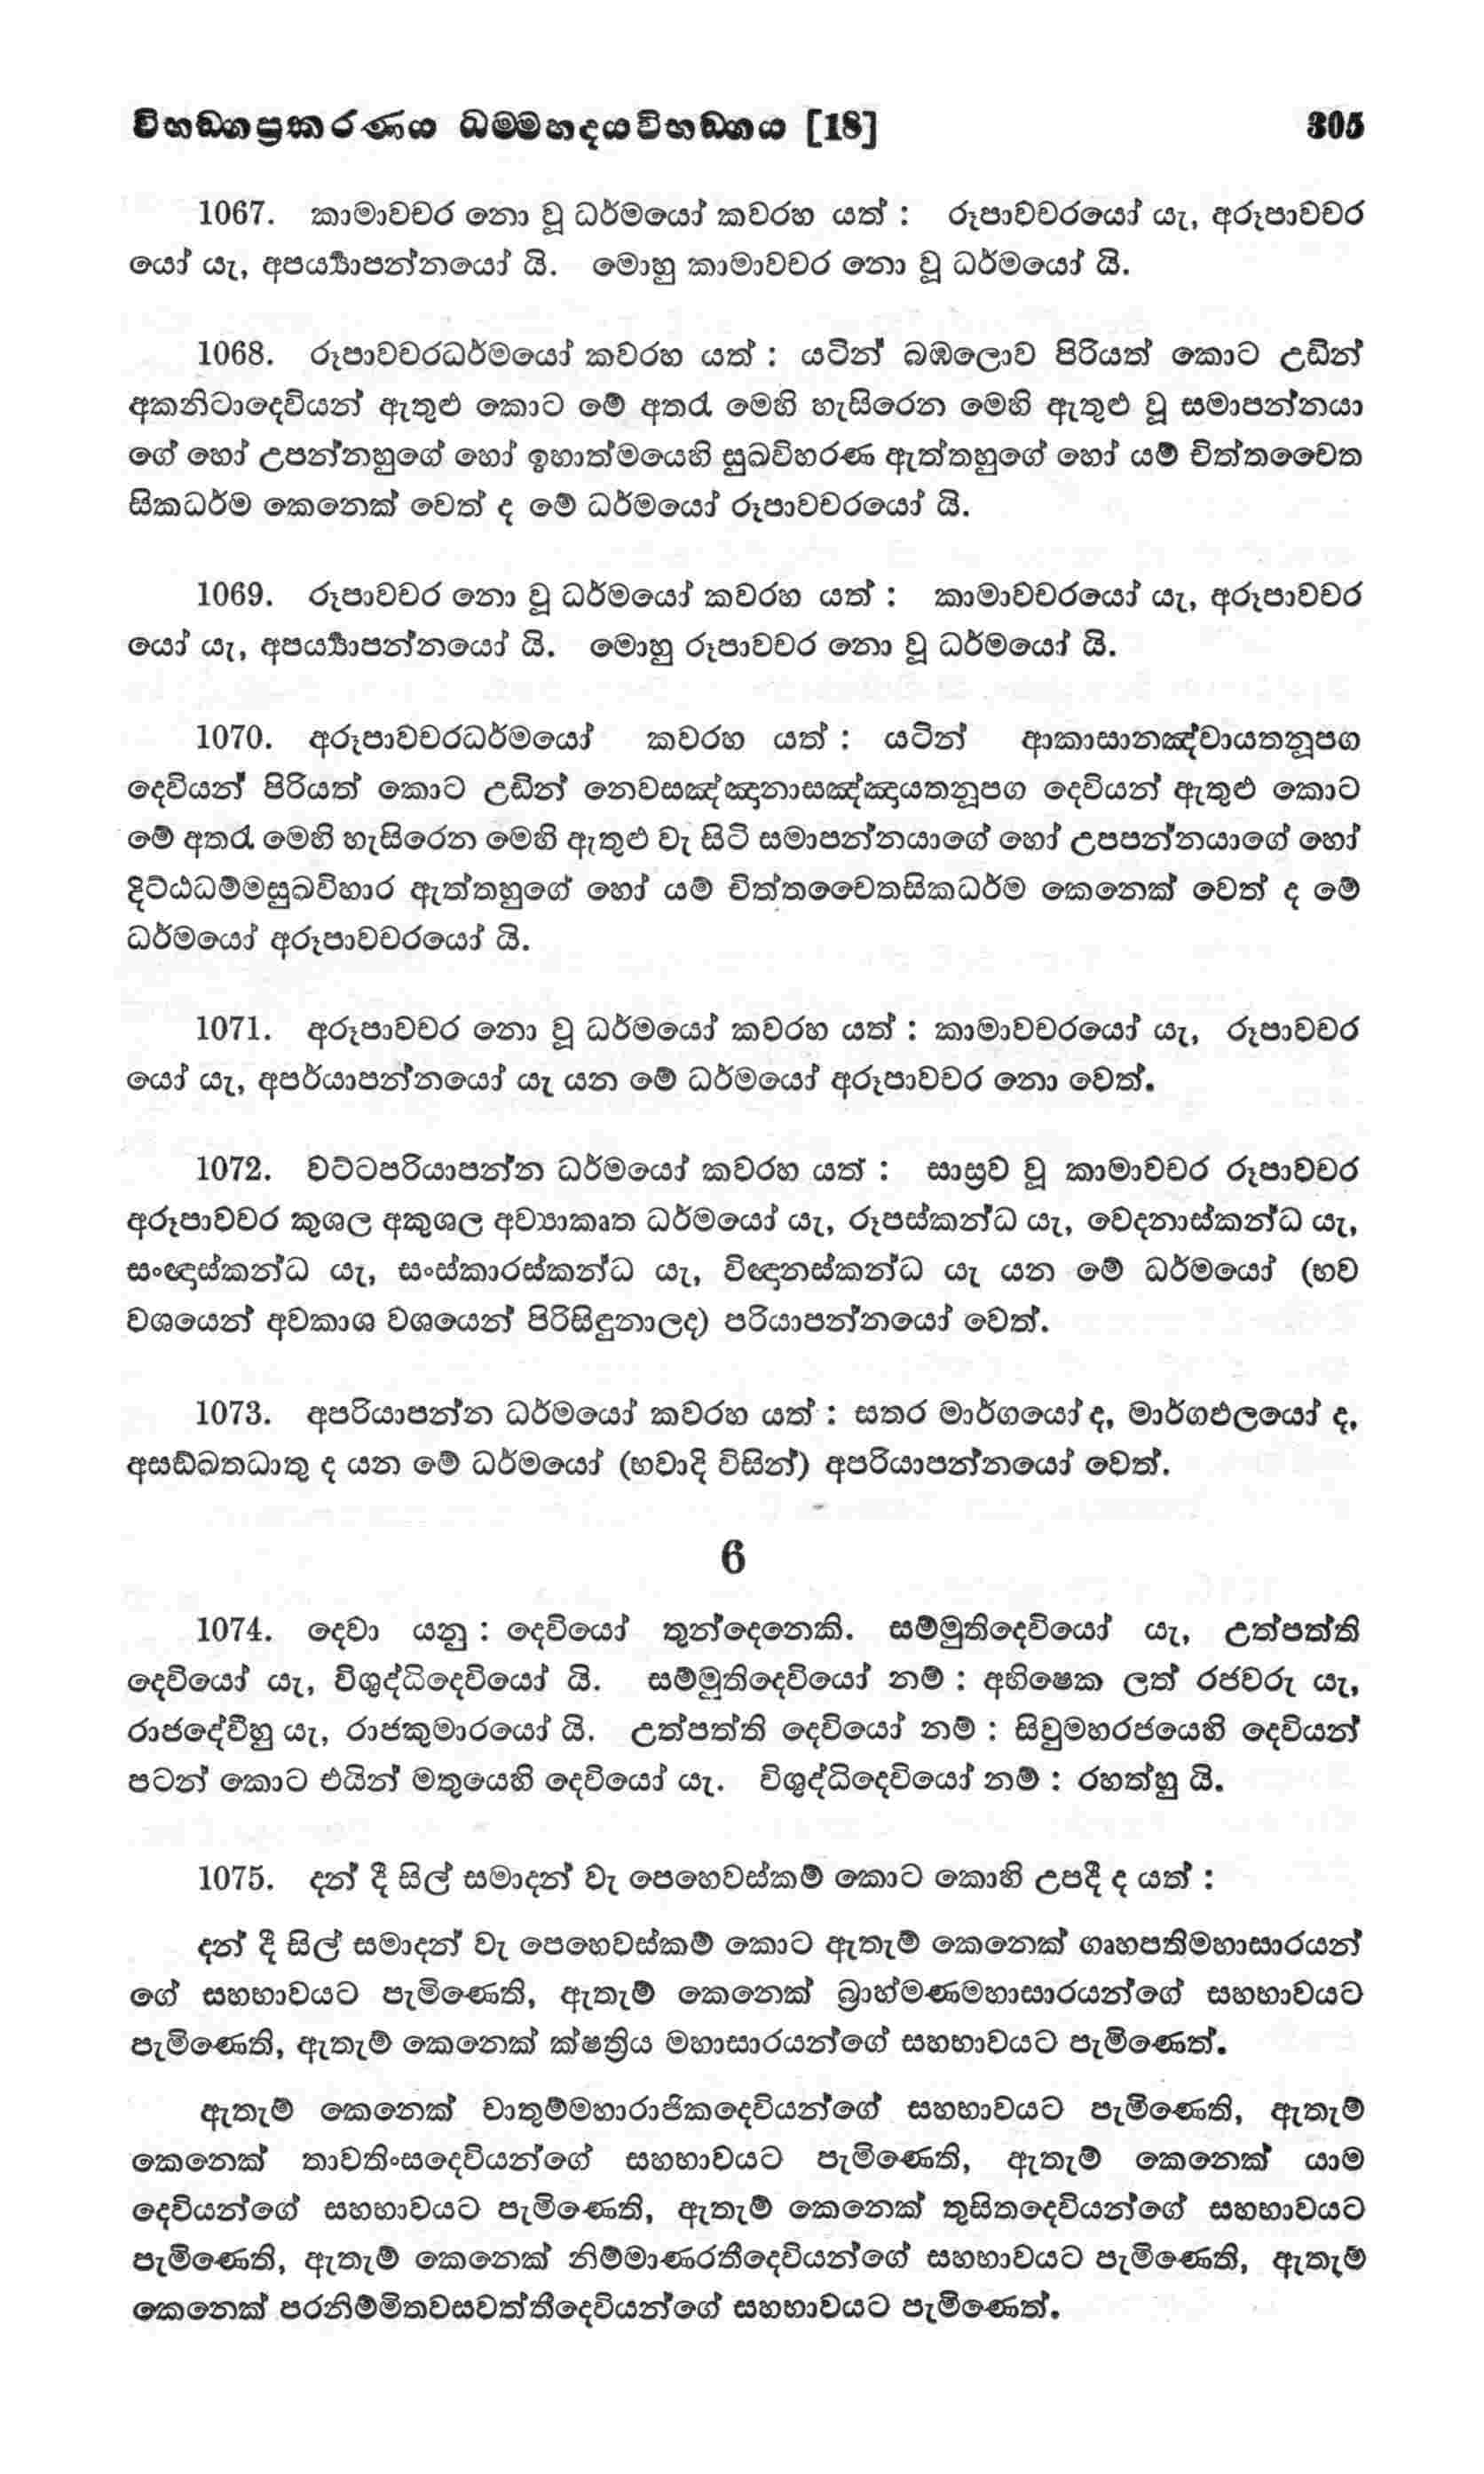 විභඞගප්‍රකරණය ධමමහදයවිභඞගය [18] 305
1067. කාමාවචර නො වූ ධර්මයෝ කවරහ යත් : රූපාවචරයෝ යැ, අරූපාවචර
යෝ යැ, අපය්‍ර්‍යාපන්නයෝ යි. මොහු කාමාවචර නො වූ ධර්මයෝ යි.
1068. රූපාවචරධර්මයෝ කවරහ යත් : යටින් බඹලොව පිරියත් කොට උඩින්
අකනිටාදෙවියන් ඇතුළු කොට මේ අතරැ මෙහි හැසිරෙන මෙහි ඇතුළු වූ සමාපන්නයා
ගේ හෝ උපන්නහුගේ හෝ ඉහාත්මයෙහි සුඛවිහරණ ඇත්තහුගේ හෝ යම් චිත්තචෛත
සිකධර්ම කෙනෙක් වෙත් ද මේ ධර්මයෝ රූපාවචරයෝ යි.
1069. රූපාවචර නො වූ ධර්මයෝ කවරහ යත් : කාමාවචරයෝ යැ, අරූපාවචර
යෝ යැ, අපය්‍ර්‍යාපන්නයෝ යි. මොහු රූපාවචර නො වූ ධර්මයෝ යි.
1070. අරූපාවචරධර්මයෝ කවරහ යත් : යටින් ආකාසානඤ්චායතනූපග
දෙවියන් පිරියත් කොට උඩින් නෙවසඤ්ඤානාසඤ්ඤායතනූපග දෙවියන් ඇතුළු කොට
මේ අතරැ මෙහි හැසිරෙන මෙහි ඇතුළු වැ සිටි සමාපන්නයාගේ හෝ උපපන්නයාගේ හෝ
දිට්ඨධම්මසුඛවිහාර ඇත්තහුගේ හෝ යම් චිත්තචෛතසිකධර්ම කෙනෙක් වෙත් ද මේ
ධර්මයෝ අරූපාවචරයෝ යි.
1071. අරූපාවචර නො වූ ධර්මයෝ කවරහ යත් : කාමාවචරයෝ යැ, රූපාවචර
යෝ යැ, අපර්යාපන්නයෝ යැ යන මේ ධර්මයෝ අරූපාවචර නො වෙත්.
1072. වට්ටපරියාපන්න ධර්මයෝ කවරහ යත් : සාස්‍රව වූ කාමාවචර රූපාවචර
අරූපාවචර කුශල අකුශල අව්‍යාකෘත ධර්මයෝ යැ, රූපස්කන්ධ යැ, වේදනාස්කන්ධ යැ,
සංඥාස්කන්ධ යැ, සංස්කාරස්කන්ධ යැ, විඥානස්කන්ධ යැ යන මේ ධර්මයෝ (භව
වශයෙන් අවකාශ වශයෙන් පිරිසිඳුනාලද) පරියාපන්නයෝ වෙත්.
1073. අපරියාපන්න ධර්මයෝ කවරහ යත් : සතර මාර්ගයෝ ද, මාර්ගඵලයෝ ද,
අසඞ්ඛතධාතු ද යන මේ ධර්මයෝ (භවාදි විසින්) අපරියාපන්නයෝ වෙත්.
6
1074. දෙවා යනු : දෙවියෝ තුන්දෙනෙකි. සම්මුතිදෙවියෝ යැ, උත්පත්ති
දෙවියෝ යැ, විශුද්ධිදෙවියෝ යි. සම්මුතිදෙවියෝ නම් : අභිෂෙක ලත් රජවරු යැ,
රාජදේවීහු යැ, රාජකුමාරයෝ යි. උත්පත්ති දෙවියෝ නම් : සිවුමහරජයෙහි දෙවියන්
පටන් කොට එයින් මතුයෙහි දෙවියෝ යැ. විශුද්ධිදෙවියෝ නම් : රහත්හු යි.
1075. දන් දී සිල් සමාදන් වැ පෙහෙවස්කම් කොට කොහි උපදී ද යත් :
දන් දී සිල් සමාදන් වැ පෙහෙවස්කම් කොට ඇතැම් කෙනෙක් ගෘහපතිමහාසාරයන්
ගේ සහභාවයට පැමිණෙති, ඇතැම් කෙනෙක් බ්‍රාහ්මණමහාසාරයන්ගේ සහභාවයට
පැමිණෙති, ඇතැම් කෙනෙක් ක්ෂත්‍රිය මහාසාරයන්ගේ සහභාවයට පැමිණෙත්.
ඇතැම් කෙනෙක් චාතුම්මහාරාජිකදෙවියන්ගේ සහභාවයට පැමිණෙති, ඇතැම්
කෙනෙක් තාවතිංසදෙවියන්ගේ සහභාවයට පැමිණෙති, ඇතැම් කෙනෙක් යාම
දෙවියන්ගේ සහභාවයට පැමිණෙති, ඇතැම් කෙනෙක් තුසිතදෙවියන්ගේ සහභාවයට
පැමිණෙති, ඇතැම් කෙනෙක් නිම්මාණරතීදෙවියන්ගේ සහභාවයට පැමිණෙති, ඇතැම්
කෙනෙක් පරනිම්මිතවසවත්තීදෙවියන්ගේ සහභාවයට පැමිණෙත්.